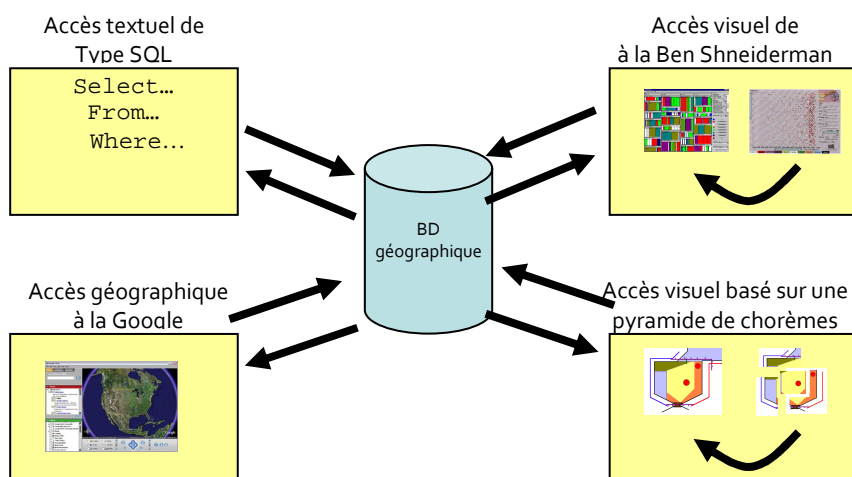 Accès textuel de
Type SQL
Select…
From…
Where…
Accès visuel de
à la Ben Shneiderman
BD
géographique
Accès géographique
à la Google
Accès visuel basé sur une
pyramide de chorèmes